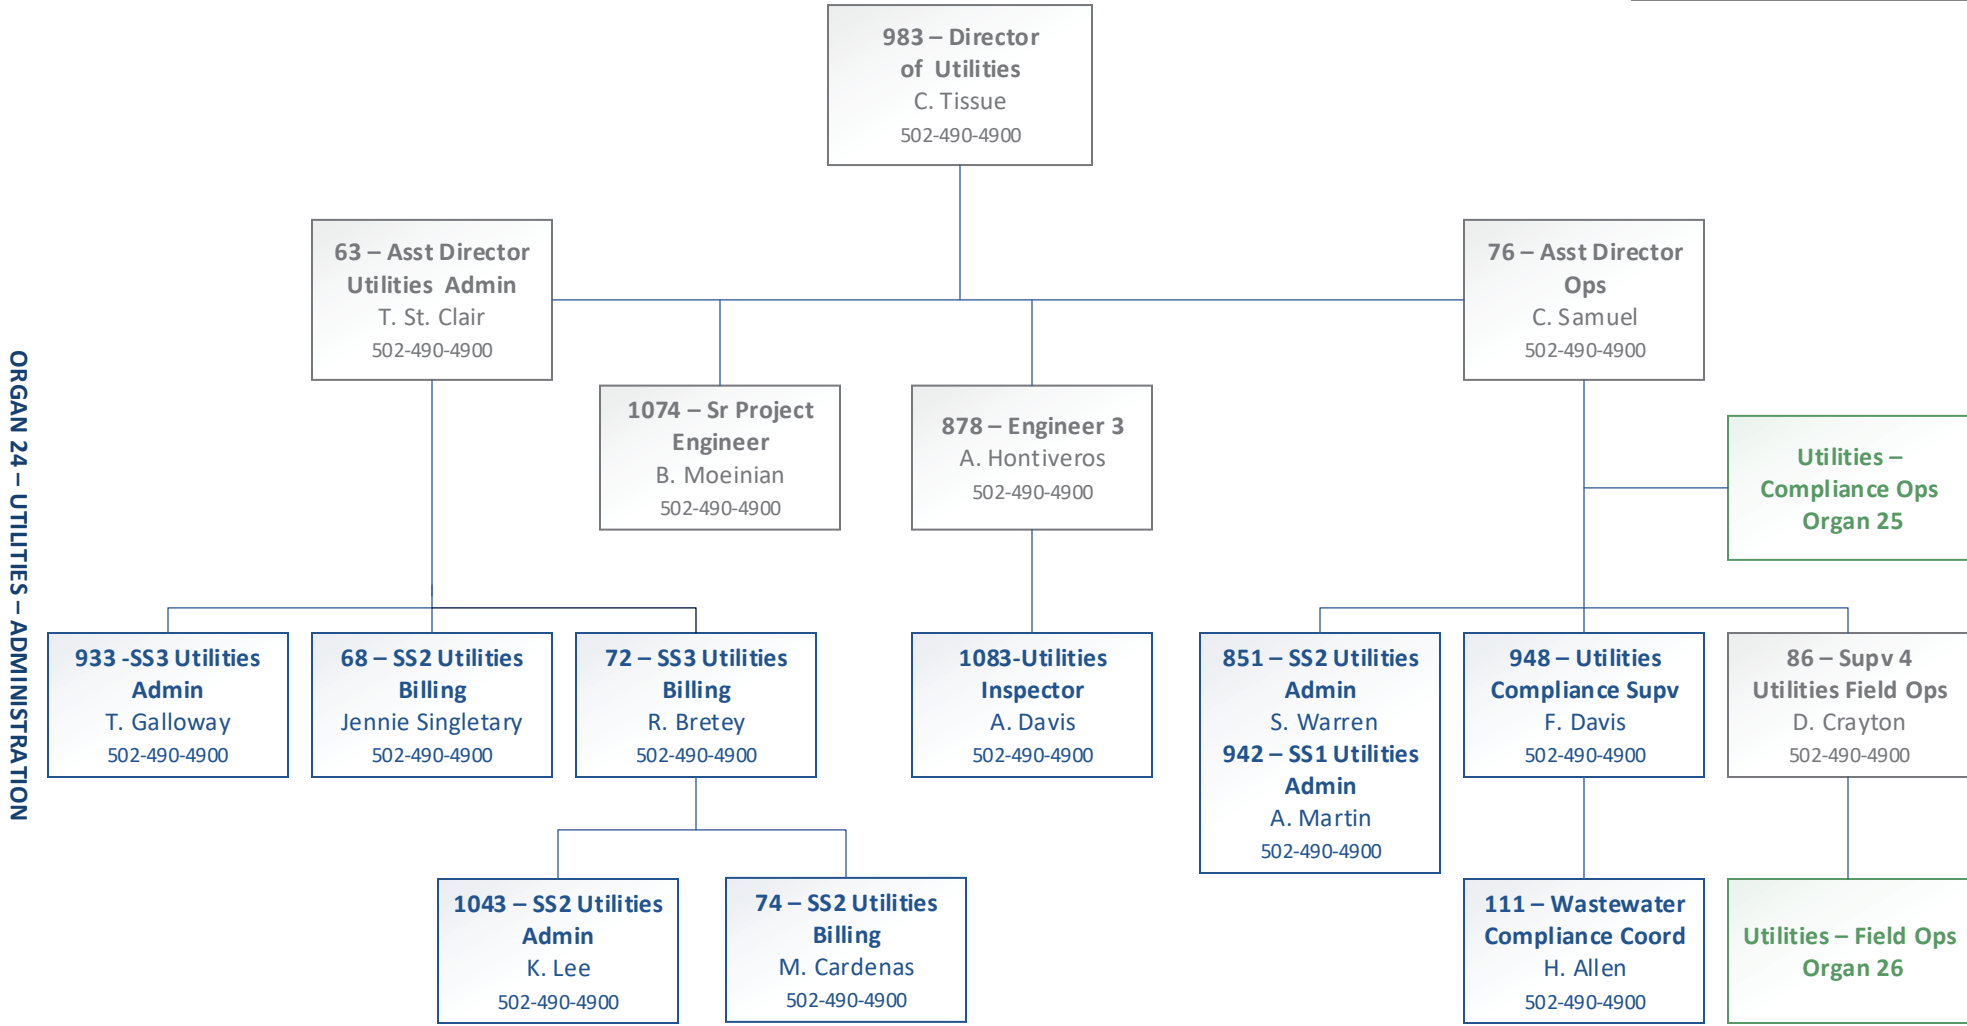 983 – Director
of Utilities
C. Tissue
502-490-4900
63 – Asst Director
Utilities Admin
T. St. Clair
502-490-4900
76 – Asst Director
Ops
C. Samuel
502-490-4900
1074 – Sr Project
Engineer
B. Moeinian
502-490-4900
878 – Engineer 3
A. Hontiveros
502-490-4900
Utilities –
Compliance Ops
Organ 25
ORGAN 24 – UTILITIES – ADMINISTRATION
933 -SS3 Utilities
Admin
T. Galloway
502-490-4900
68 – SS2 Utilities
Billing
Jennie Singletary
502-490-4900
72 – SS3 Utilities
Billing
R. Bretey
502-490-4900
1083-Utilities
Inspector
A. Davis
502-490-4900
851 – SS2 Utilities
Admin
S. Warren
942 – SS1 Utilities
Admin
A. Martin
502-490-4900
948 – Utilities
Compliance Supv
F. Davis
502-490-4900
86 – Supv 4
Utilities Field Ops
D. Crayton
502-490-4900
1043 – SS2 Utilities
Admin
K. Lee
502-490-4900
74 – SS2 Utilities
Billing
M. Cardenas
502-490-4900
111 – Wastewater
Compliance Coord
H. Allen
502-490-4900
Utilities – Field Ops
Organ 26